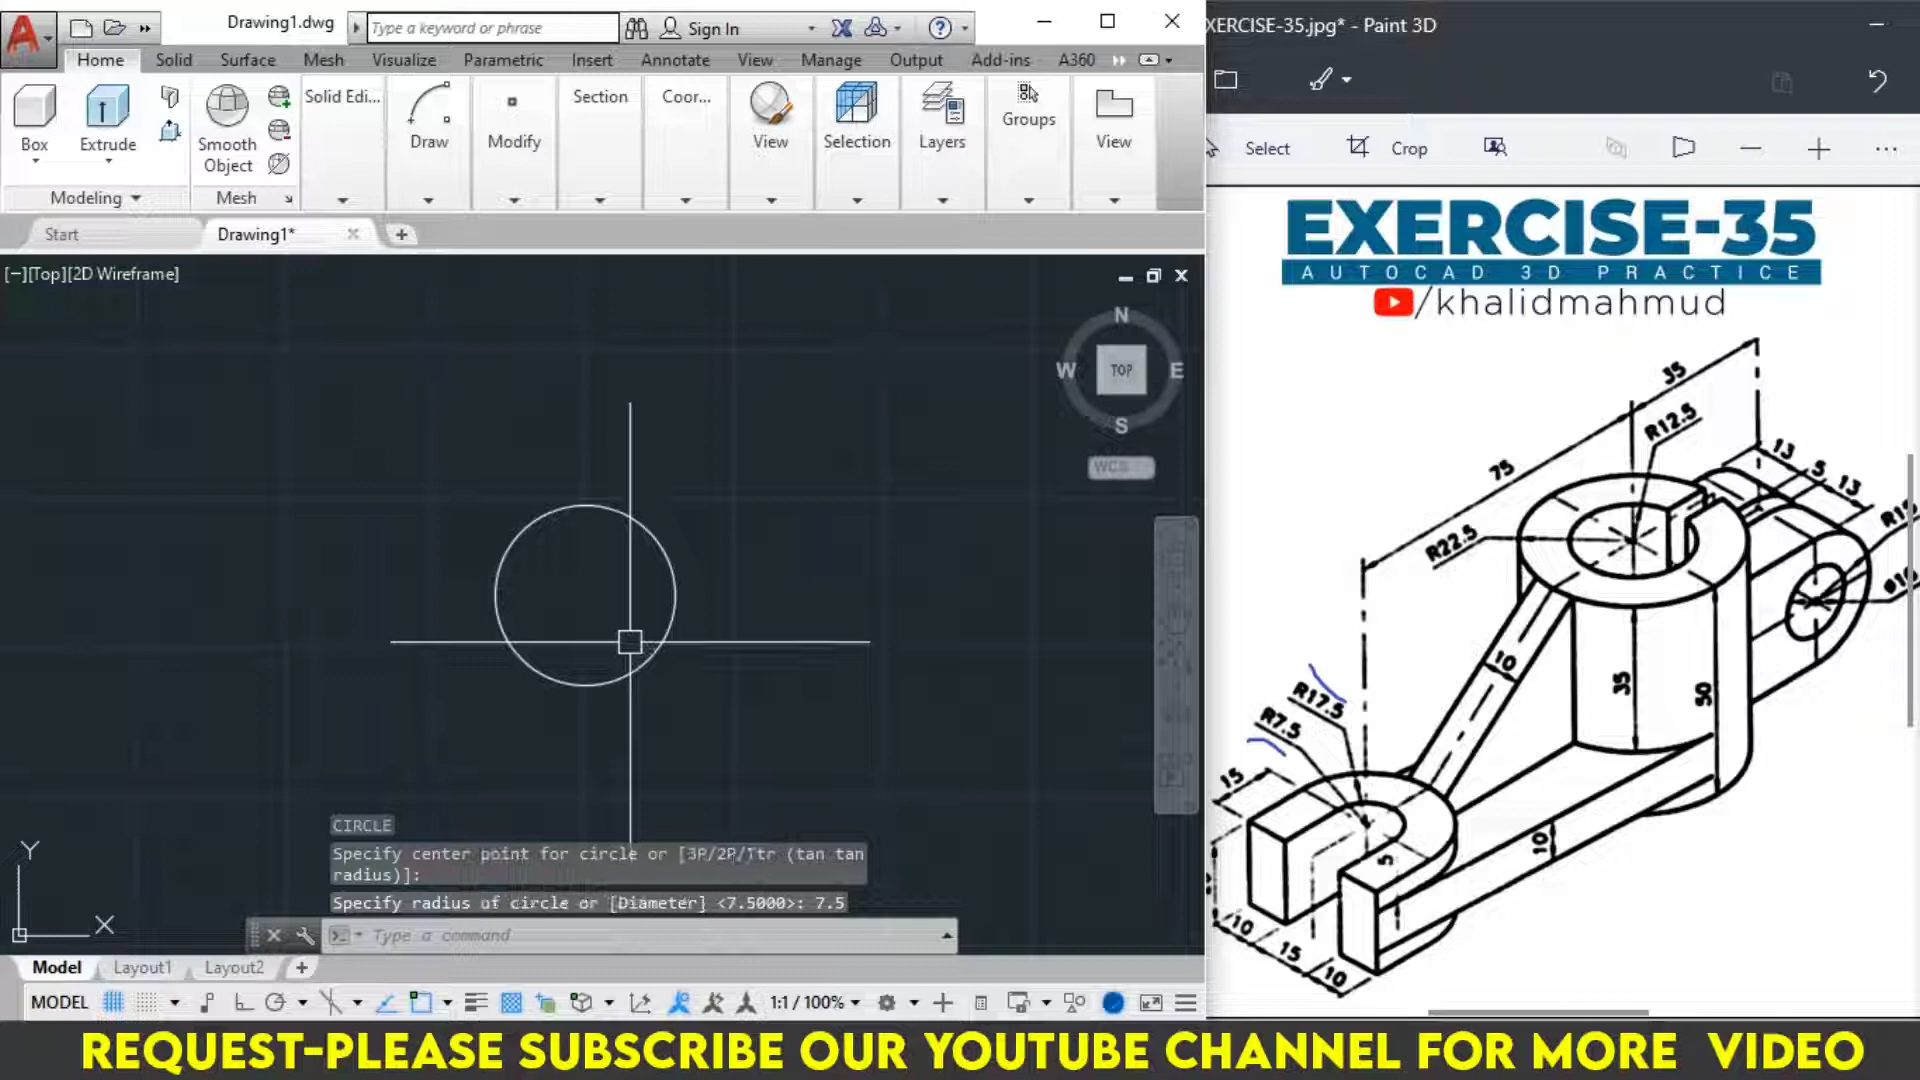 Drawing1.dwg
Type a keyword or phrase
Sign In
EXERCISE-35.jpg* - Paint 3D
Home Solid Surface Mesh Visualize Parametric Insert Annotate View Manage Output Add-ins A360
Box
Extrude
Smooth
Object
Solid Edi...
Draw
Modify
Section
Coor...
View
Selection
Layers
Groups
View
Modeling
Mesh
Select
Crop
Start
Drawing1*
[−][Top][2D Wireframe]
N
W
TOP
E
S
WCS
EXERCISE-35
AUTOCAD 3D PRACTICE
/khalidmahmud
35
R12.5
75
13
5
13
R22.5
10
35
50
R17.5
R7.5
15
5
10
10
15
10
Y
X
CIRCLE
Specify center point for circle or [3P/2P/Ttr (tan tan
radius)]:
Specify radius of circle or [Diameter] <7.5000>: 7.5
Type a command
Model
Layout1
Layout2
MODEL
1:1 / 100%
REQUEST-PLEASE SUBSCRIBE OUR YOUTUBE CHANNEL FOR MORE VIDEO